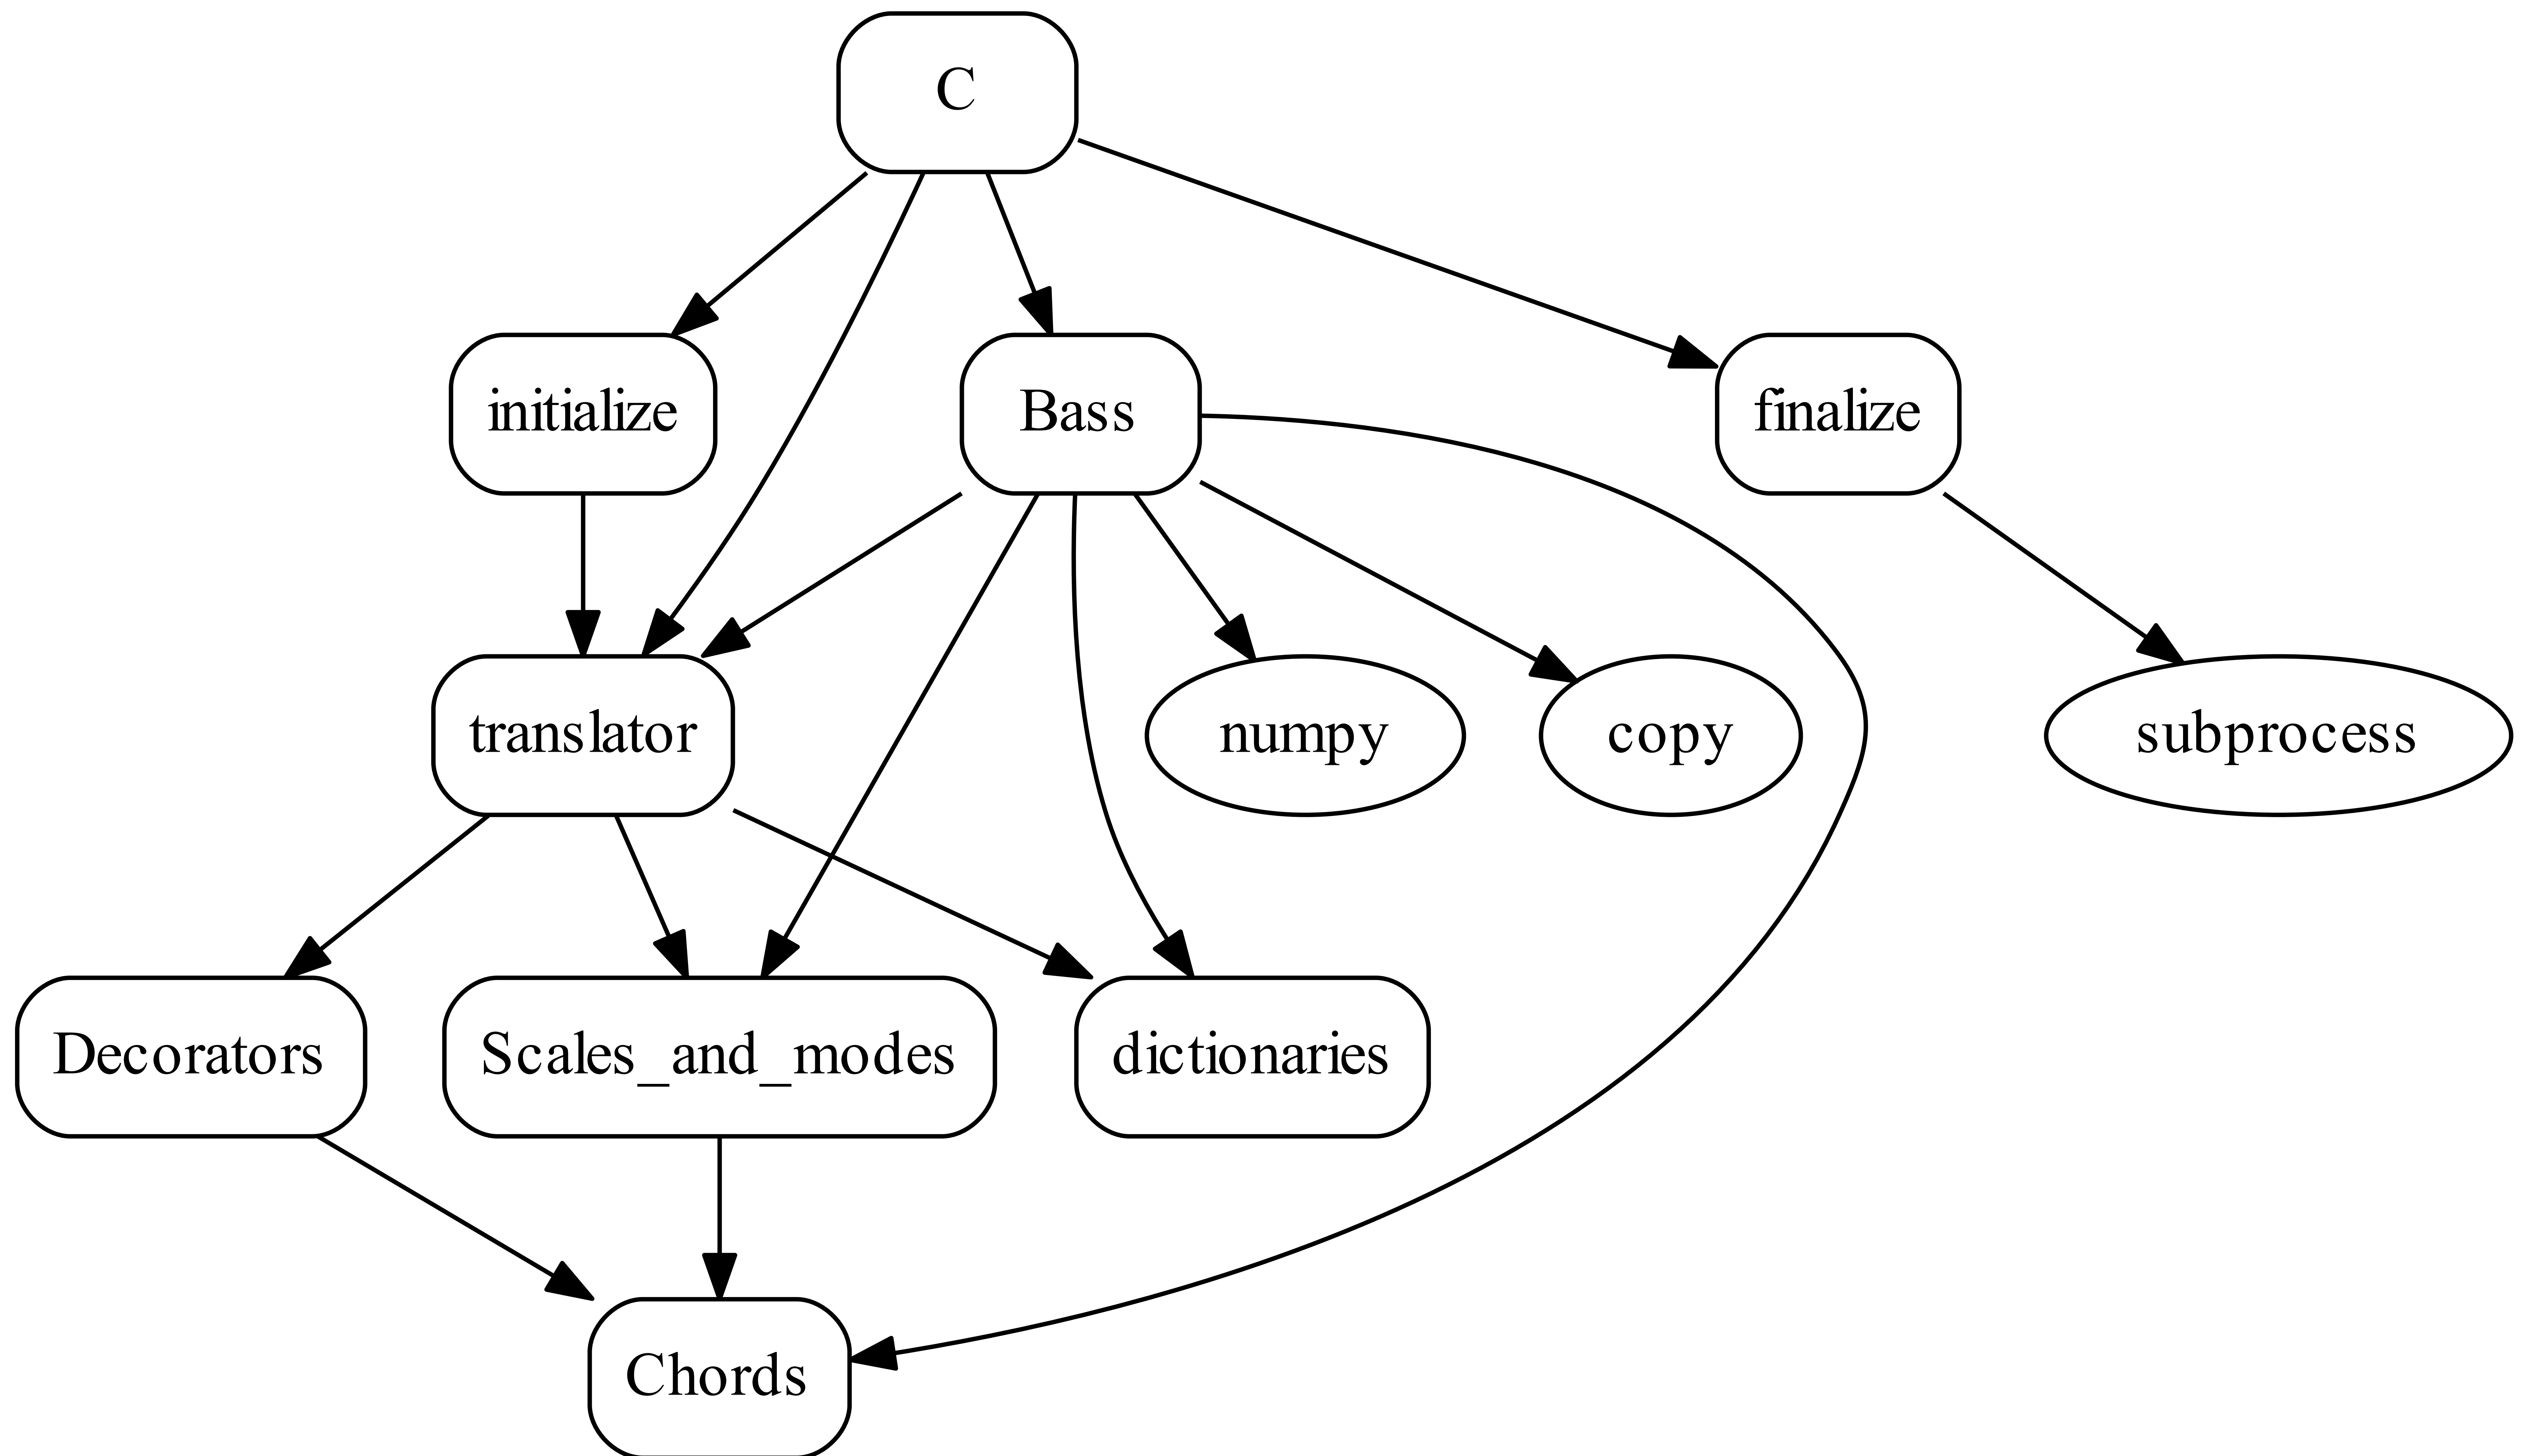 C
initialize
Bass
finalize
translator
numpy
copy
subprocess
Decorators
Scales_and_modes
dictionaries
Chords